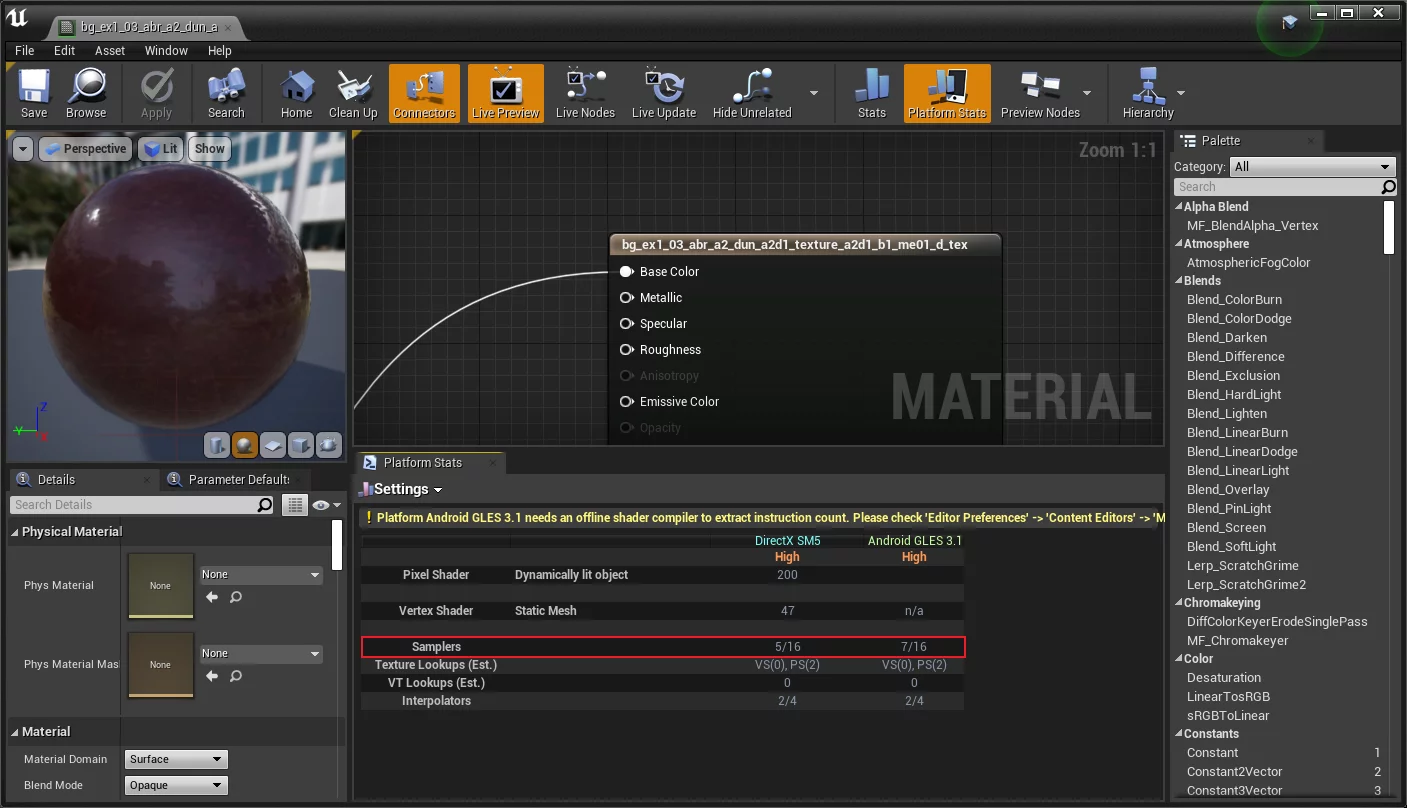 bg_ex1_03_abr_a2_dun_a
File Edit Asset Window Help
Save Browse Apply Search Home Clean Up Connectors Live Preview Live Nodes Live Update Hide Unrelated Stats Platform Stats Preview Nodes Hierarchy
Perspective Lit Show
Z
Y
X
Zoom 1:1
bg_ex1_03_abr_a2_dun_a2d1_texture_a2d1_b1_me01_d_tex
Base Color
Metallic
Specular
Roughness
Anisotropy
Emissive Color
Opacity
MATERIAL
Details Parameter Defaults
Search Details
Physical Material
Phys Material
None
None
Phys Material Mas
None
None
Material
Material Domain Surface
Blend Mode Opaque
Platform Stats
Settings
! Platform Android GLES 3.1 needs an offline shader compiler to extract instruction count. Please check 'Editor Preferences' -> 'Content Editors' -> 'M
DirectX SM5 Android GLES 3.1
High High
Pixel Shader Dynamically lit object 200
Vertex Shader Static Mesh 47 n/a
Samplers 5/16 7/16
Texture Lookups (Est.) VS(0), PS(2) VS(0), PS(2)
VT Lookups (Est.) 0 0
Interpolators 2/4 2/4
Palette
Category: All
Search
Alpha Blend
MF_BlendAlpha_Vertex
Atmosphere
AtmosphericFogColor
Blends
Blend_ColorBurn
Blend_ColorDodge
Blend_Darken
Blend_Difference
Blend_Exclusion
Blend_HardLight
Blend_Lighten
Blend_LinearBurn
Blend_LinearDodge
Blend_LinearLight
Blend_Overlay
Blend_PinLight
Blend_Screen
Blend_SoftLight
Lerp_ScratchGrime
Lerp_ScratchGrime2
Chromakeying
DiffColorKeyerErodeSinglePass
MF_Chromakeyer
Color
Desaturation
LinearTosRGB
sRGBToLinear
Constants
Constant 1
Constant2Vector 2
Constant3Vector 3